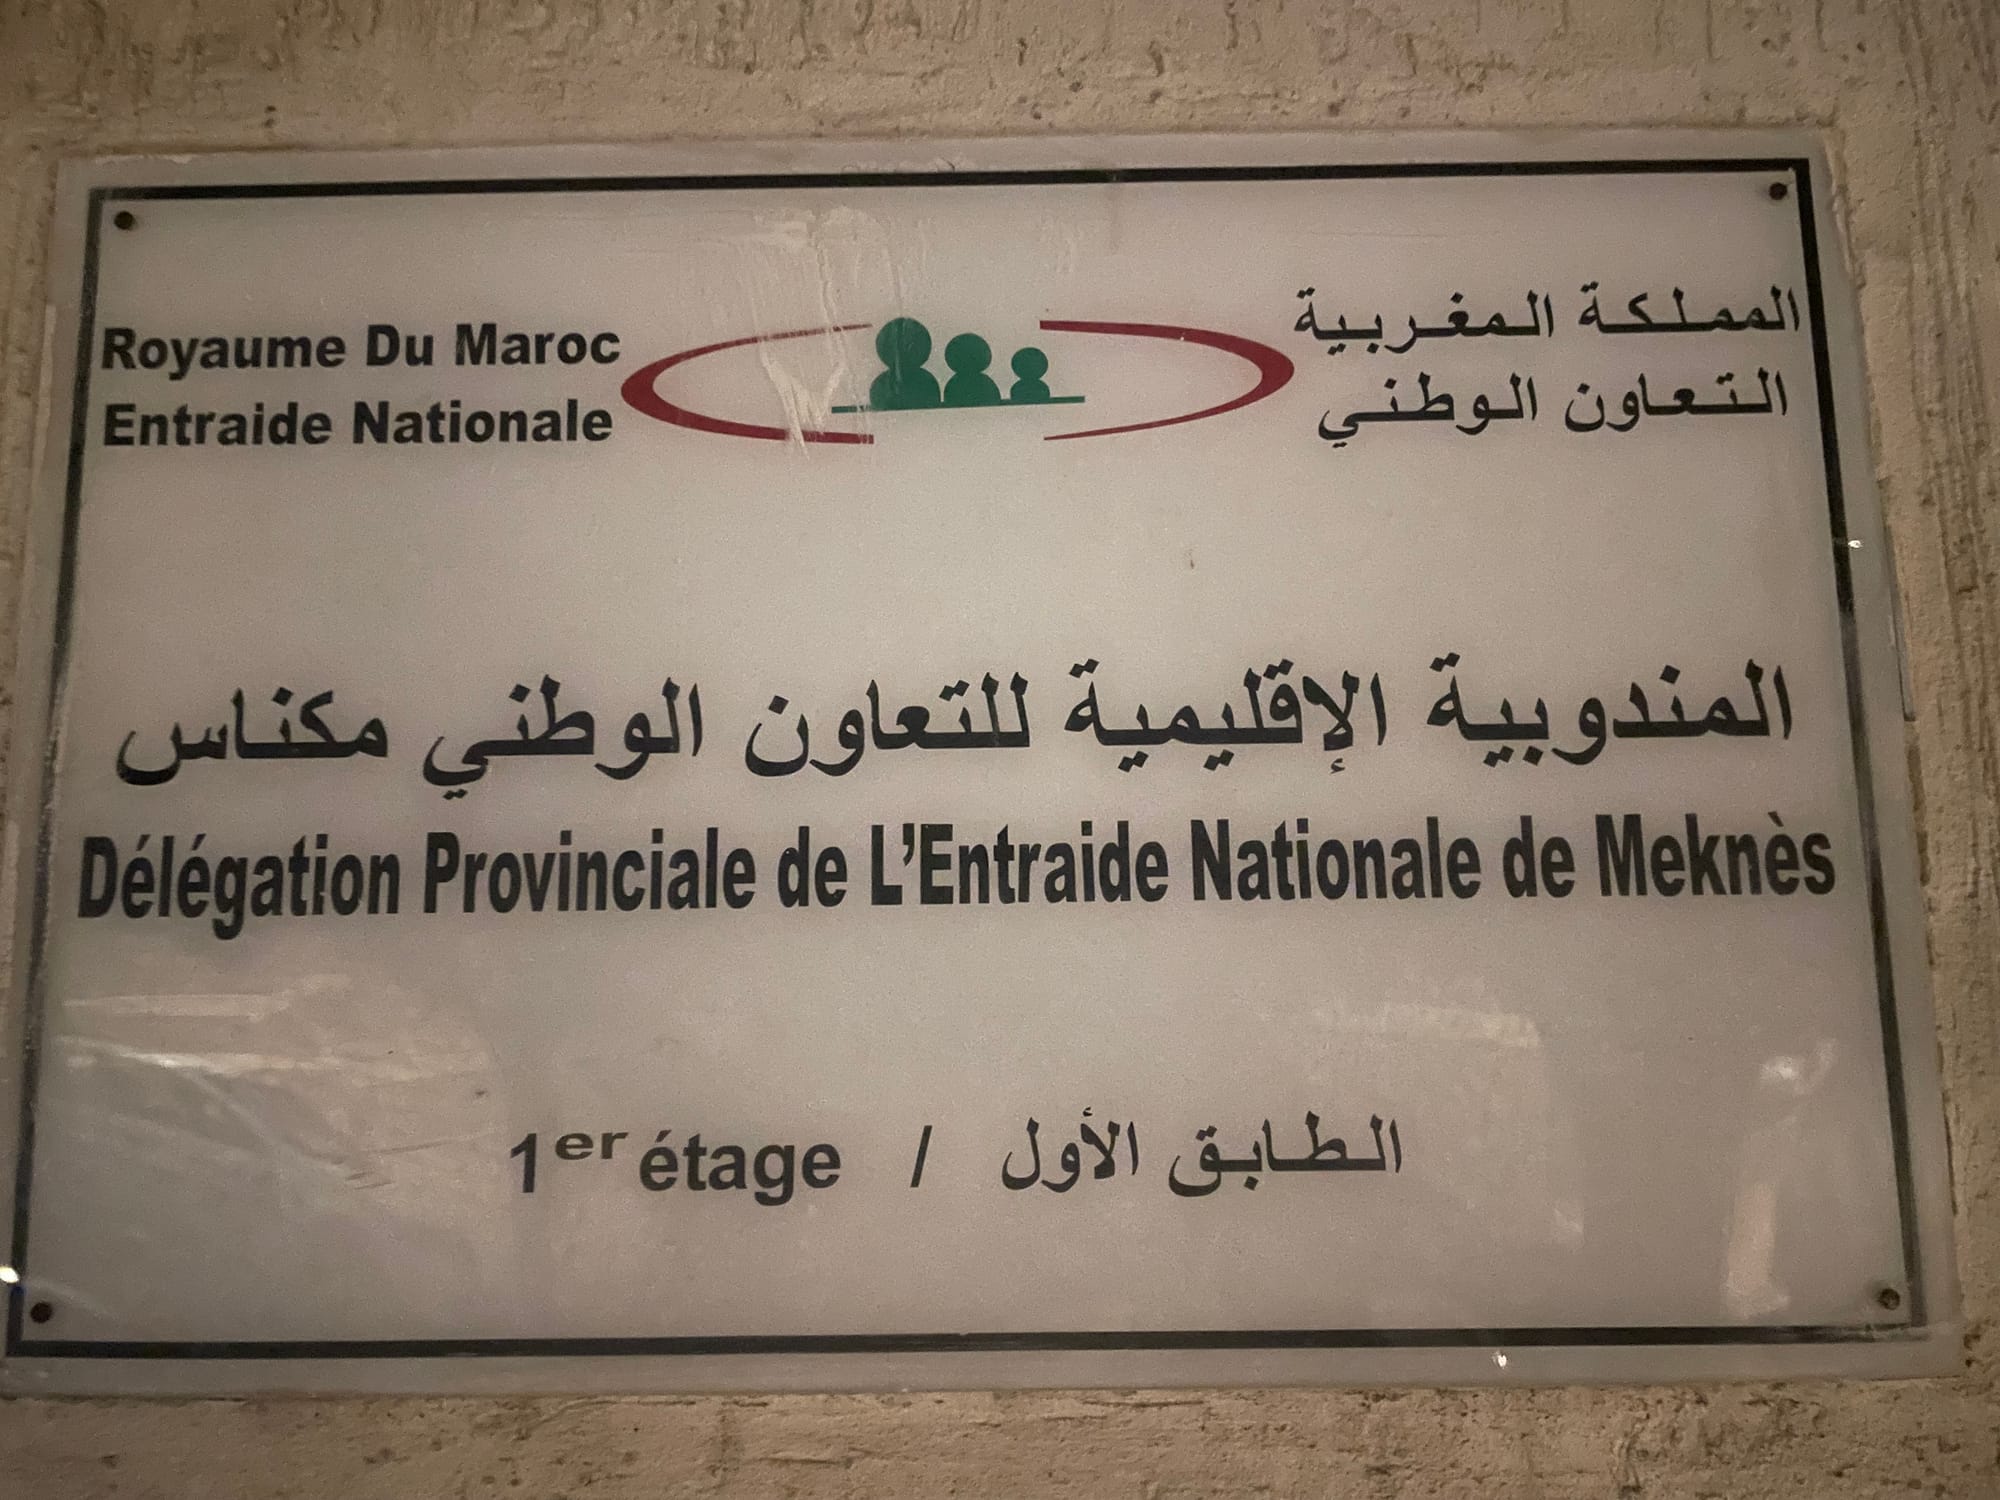 Royaume Du Maroc
Entraide Nationale
المملكة المغربية
التعاون الوطني
المندوبية الإقليمية للتعاون الوطني مكناس
Délégation Provinciale de L'Entraide Nationale de Meknès
1er étage / الطابق الأول